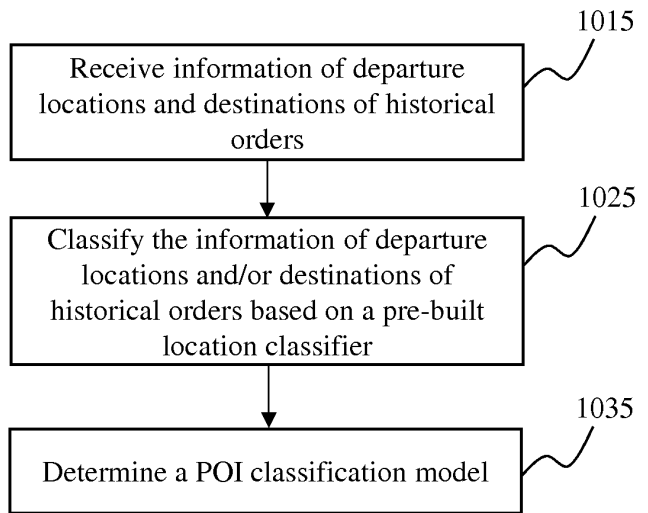 1015
Receive information of departure
locations and destinations of historical
orders
1025
Classify the information of departure
locations and/or destinations of
historical orders based on a pre-built
location classifier
1035
Determine a POI classification model